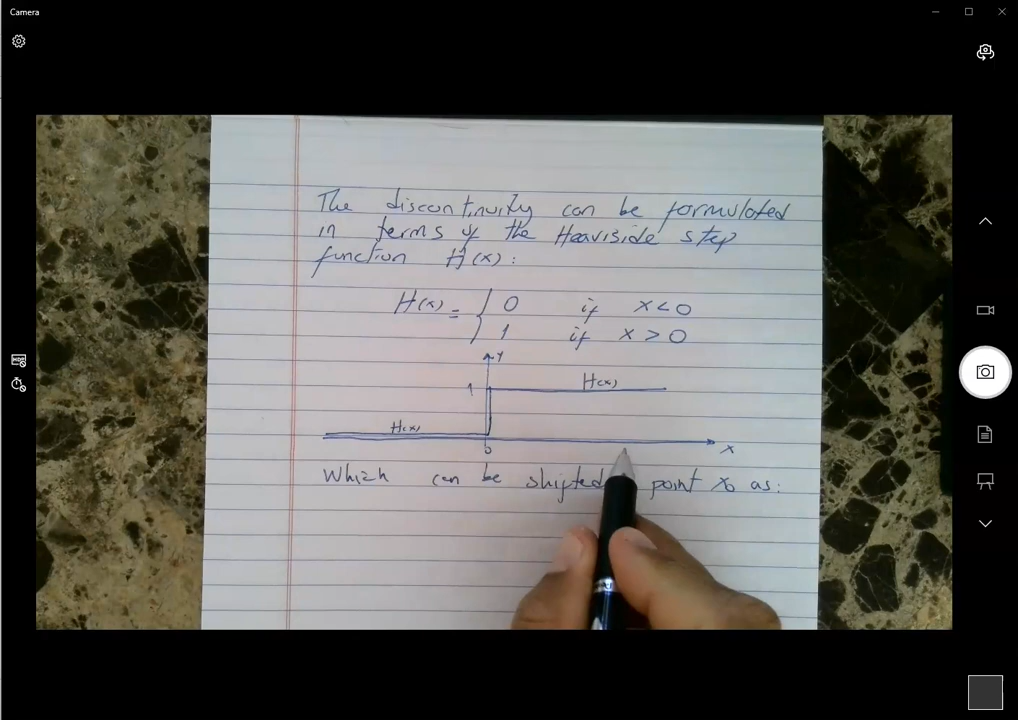 Camera
The discontinuity can be formulated
in terms of the Heaviside step
function H(x):
H(x) = { 0 if x < 0
1 if x > 0
y
1 H(x)
H(x)
0 x
Which can be shifted point x₀ as: